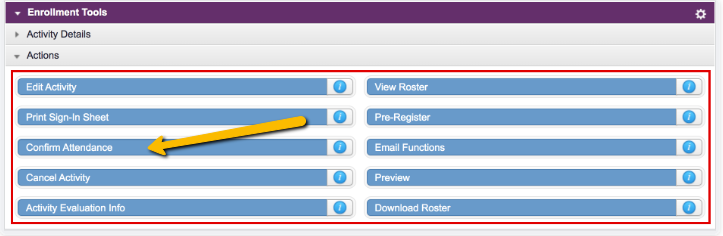 Enrollment Tools
Activity Details
Actions
Edit Activity i View Roster i
Print Sign-In Sheet i Pre-Register i
Confirm Attendance i Email Functions i
Cancel Activity i Preview i
Activity Evaluation Info i Download Roster i